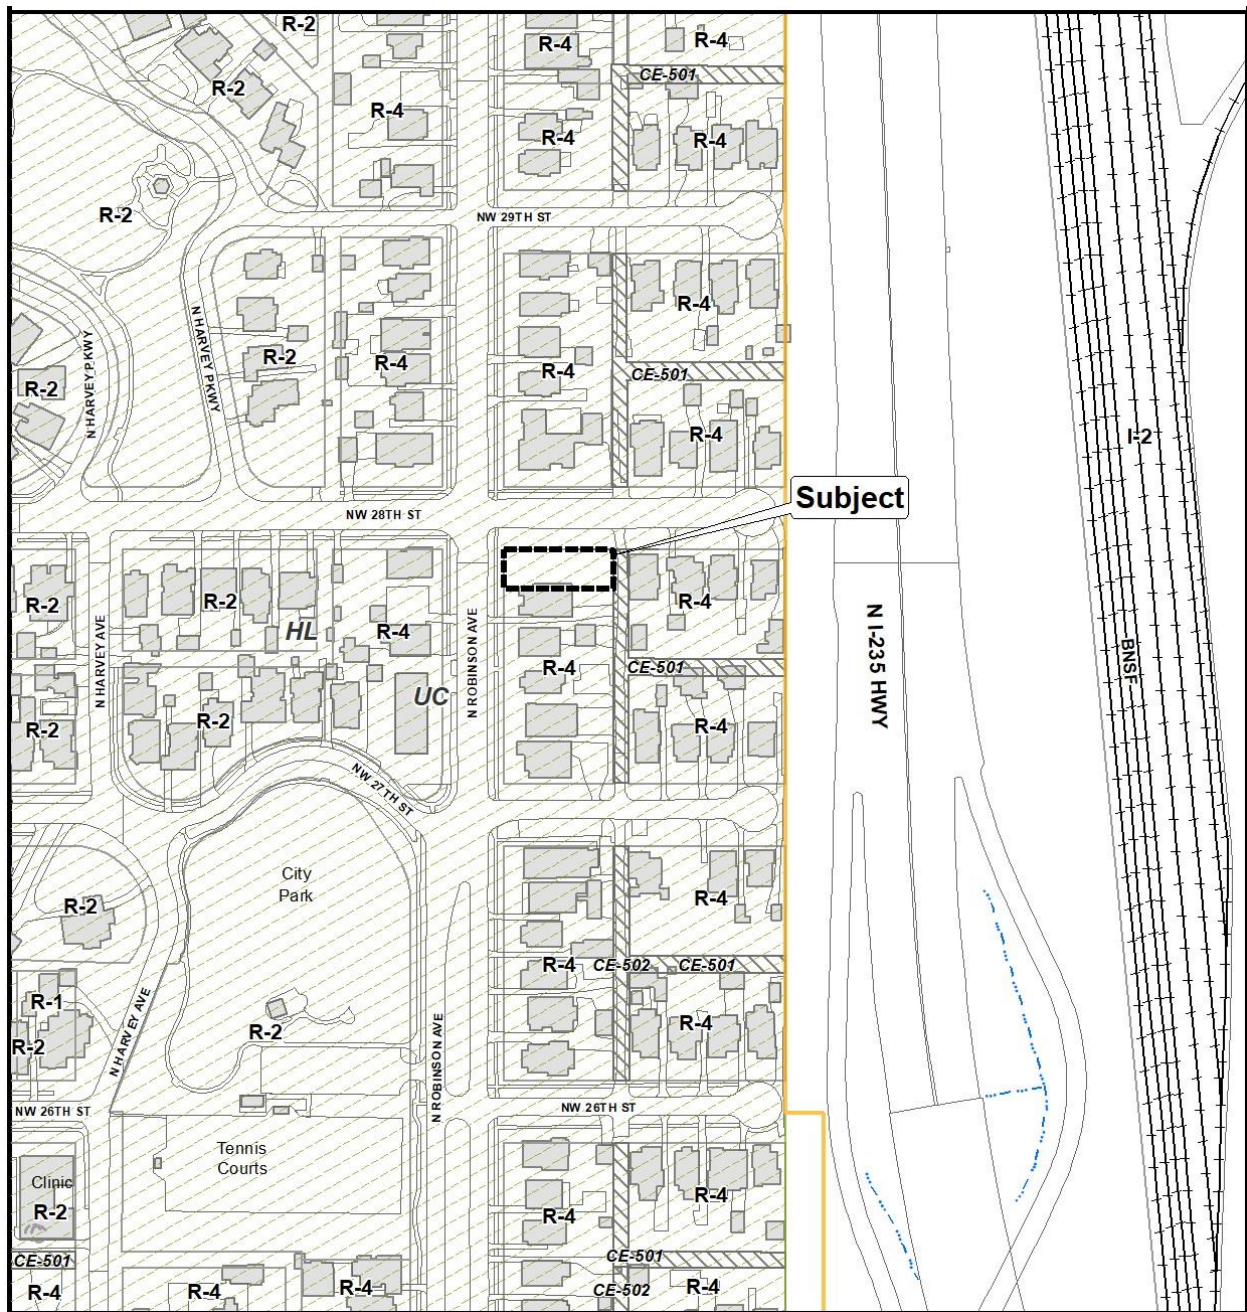 R-2
R-4
R-4
CE-501
R-2
R-4
R-4
R-4
R-2
NW 29TH ST
R-4
N HARVEY PKWY
N HARVEY PKWY
R-2
R-4
R-4
CE-501
R-2
R-4
I-2
Subject
NW 28TH ST
R-2
R-2
R-4
N HARVEY AVE
HL
R-4
N ROBINSON AVE
N I-235 HWY
BNSF
R-4
CE-501
UC
R-2
R-2
R-4
NW 27TH ST
City
Park
R-2
R-4
R-4
CE-502
CE-501
R-1
R-2
N HARVEY AVE
R-2
N ROBINSON AVE
R-4
NW 26TH ST
NW 26TH ST
Tennis
Courts
Clinic
R-2
R-4
R-4
CE-501
CE-501
R-4
R-4
R-4
CE-502
R-4